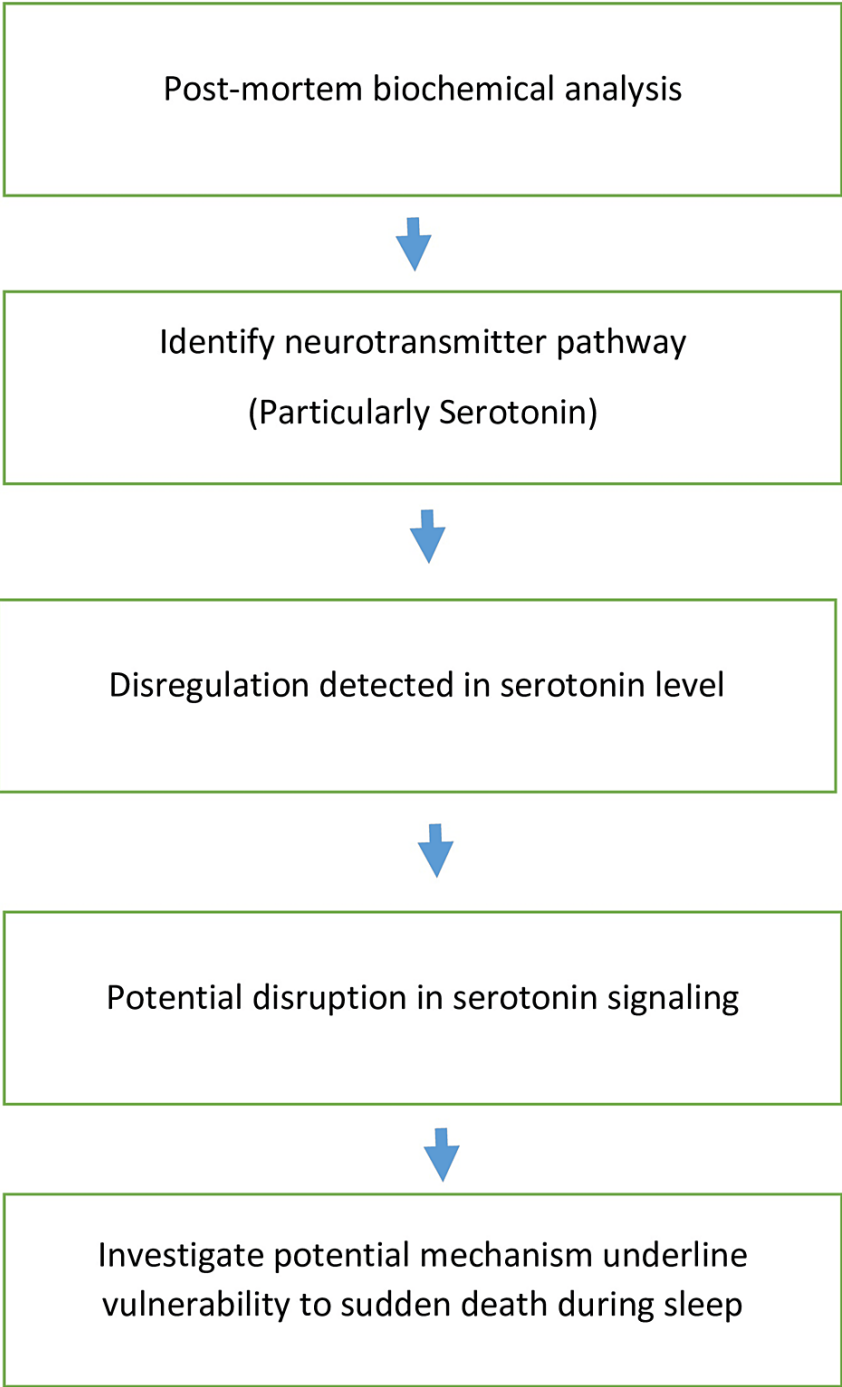 Post-mortem biochemical analysis
Identify neurotransmitter pathway
(Particularly Serotonin)
Disregulation detected in serotonin level
Potential disruption in serotonin signaling
Investigate potential mechanism underline
vulnerability to sudden death during sleep